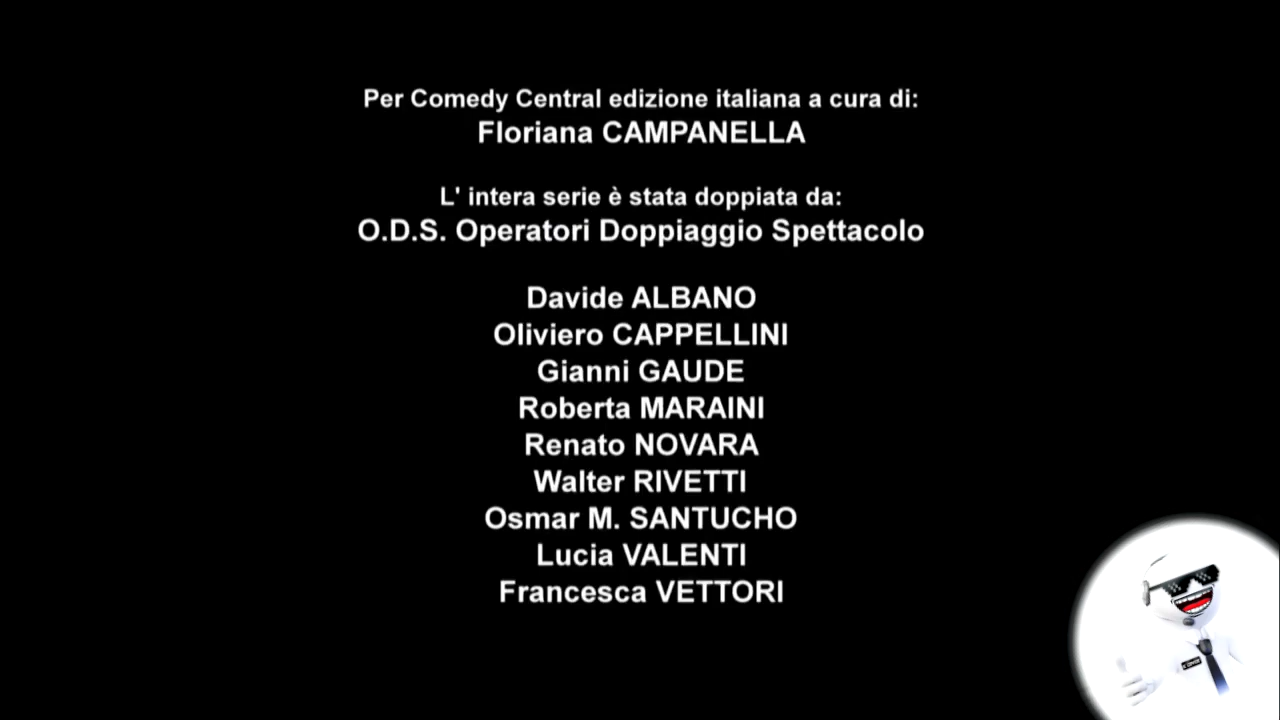 Per Comedy Central edizione italiana a cura di:
Floriana CAMPANELLA
L' intera serie è stata doppiata da:
O.D.S. Operatori Doppiaggio Spettacolo
Davide ALBANO
Oliviero CAPPELLINI
Gianni GAUDE
Roberta MARAINI
Renato NOVARA
Walter RIVETTI
Osmar M. SANTUCHO
Lucia VALENTI
Francesca VETTORI